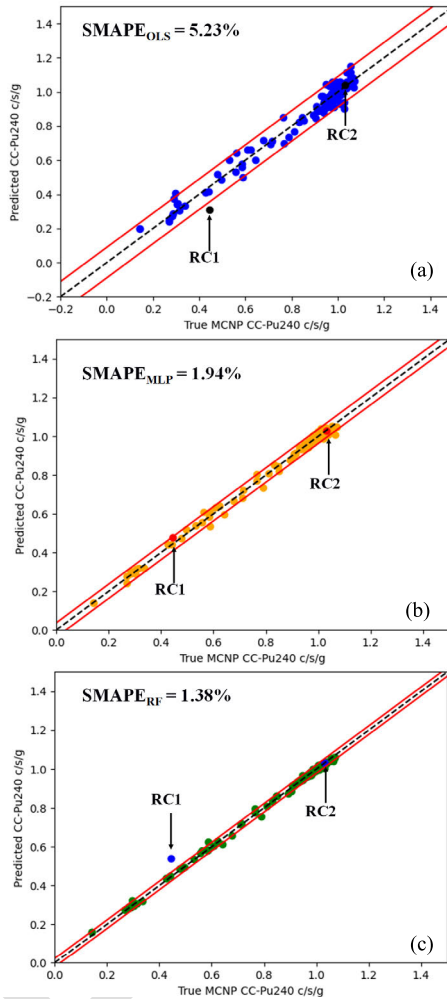 SMAPE_OLS = 5.23%
1.4
1.2
1.0
0.8
0.6
0.4
0.2
0.0
−0.2
Predicted CC-Pu240 c/s/g
RC2
RC1
(a)
−0.2 0.0 0.2 0.4 0.6 0.8 1.0 1.2 1.4
True MCNP CC-Pu240 c/s/g
SMAPE_MLP = 1.94%
1.4
1.2
1.0
0.8
0.6
0.4
0.2
0.0
Predicted CC-Pu240 c/s/g
RC2
RC1
(b)
0.0 0.2 0.4 0.6 0.8 1.0 1.2 1.4
True MCNP CC-Pu240 c/s/g
SMAPE_RF = 1.38%
1.4
1.2
1.0
0.8
0.6
0.4
0.2
0.0
Predicted CC-Pu240 c/s/g
RC1
RC2
(c)
0.0 0.2 0.4 0.6 0.8 1.0 1.2 1.4
True MCNP CC-Pu240 c/s/g